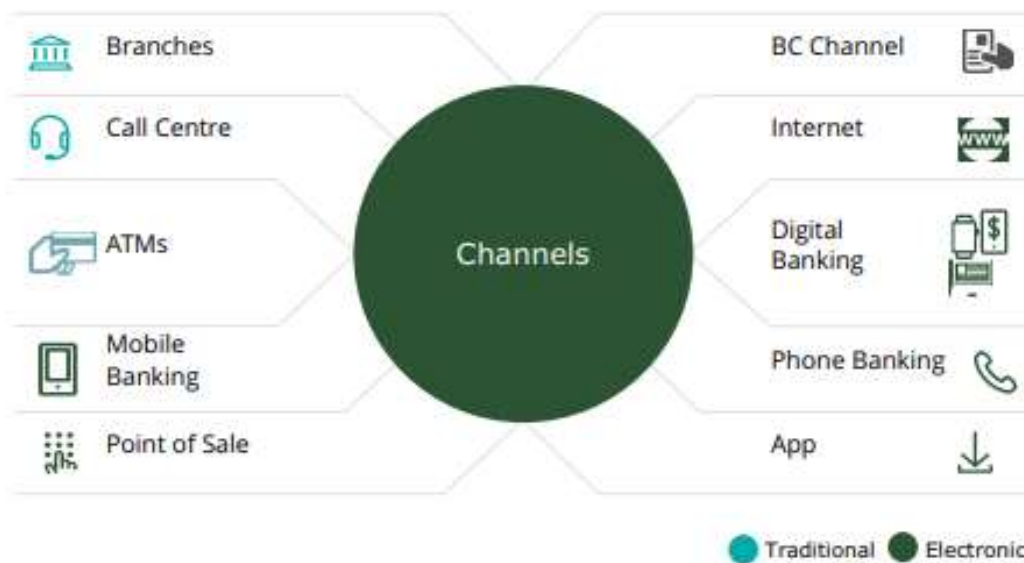 Branches
Call Centre
ATMs
Mobile
Banking
Point of Sale
Channels
BC Channel
Internet
www
Digital
Banking
$
Phone Banking
App
Traditional
Electronic